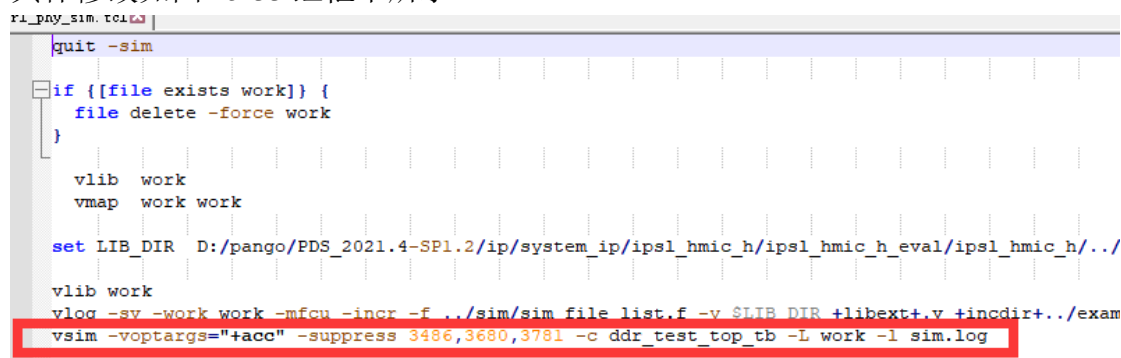 rl_phy_sim.tcl
quit -sim
if {[file exists work]} {
file delete -force work
}
vlib work
vmap work work
set LIB_DIR D:/pango/PDS_2021.4-SP1.2/ip/system_ip/ipsl_hmic_h/ipsl_hmic_h_eval/ipsl_hmic_h/../
vlib work
vlog -sv -work work -mfcu -incr -f ../sim/sim_file_list.f -y $LIB_DIR +libext+.v +incdir+../exam
vsim -voptargs="+acc" -suppress 3486,3680,3781 -c ddr_test_top_tb -L work -l sim.log